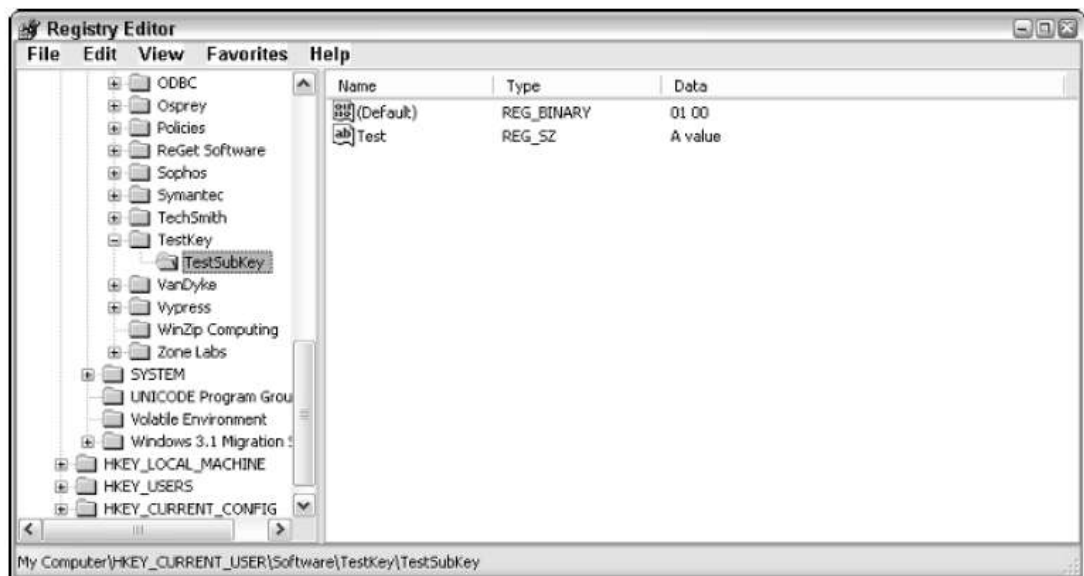 Registry Editor
File Edit View Favorites Help
ODBC
Osprey
Policies
ReGet Software
Sophos
Symantec
TechSmith
TestKey
TestSubKey
VanDyke
Vypress
WinZip Computing
Zone Labs
SYSTEM
UNICODE Program Grou
Volatile Environment
Windows 3.1 Migration S
HKEY_LOCAL_MACHINE
HKEY_USERS
HKEY_CURRENT_CONFIG
Name Type Data
(Default) REG_BINARY 01 00
Test REG_SZ A value
My Computer\HKEY_CURRENT_USER\Software\TestKey\TestSubKey